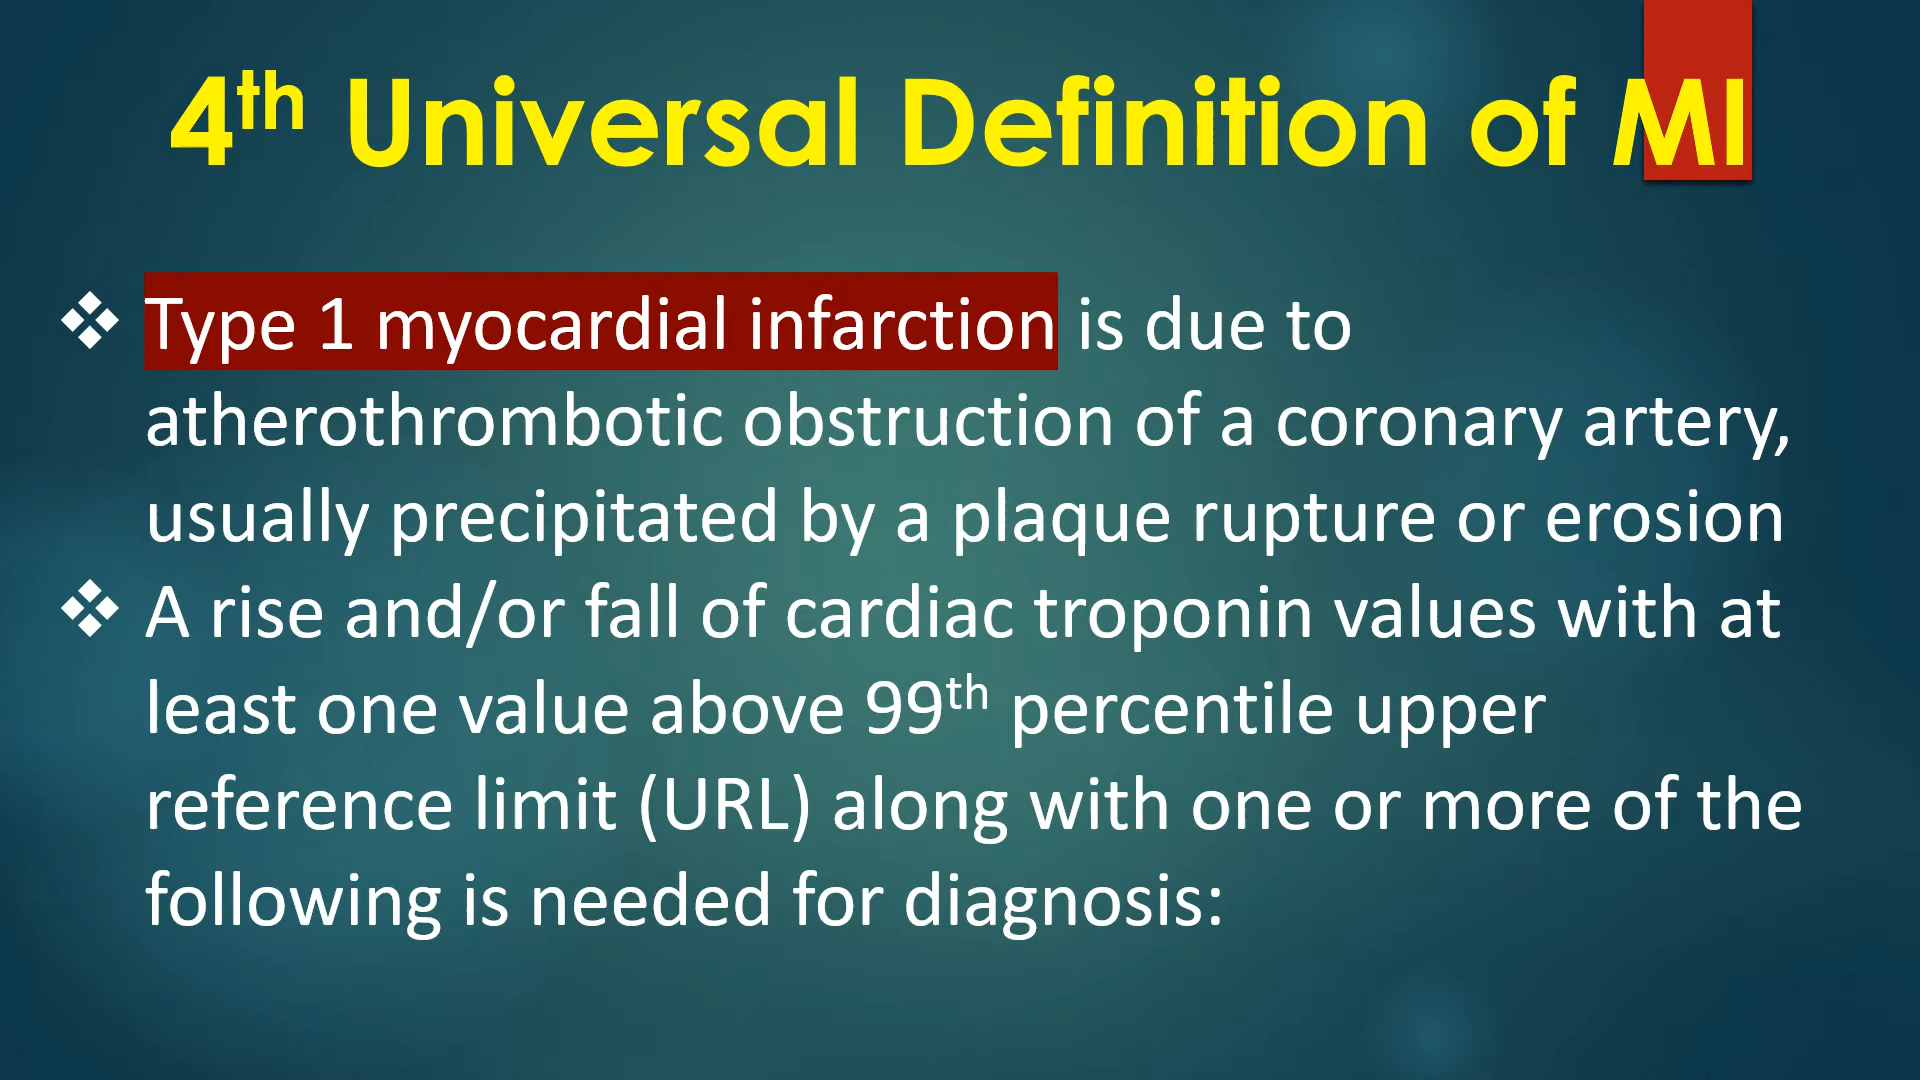 4th Universal Definition of MI
❖ Type 1 myocardial infarction is due to
atherothrombotic obstruction of a coronary artery,
usually precipitated by a plaque rupture or erosion
❖ A rise and/or fall of cardiac troponin values with at
least one value above 99th percentile upper
reference limit (URL) along with one or more of the
following is needed for diagnosis: